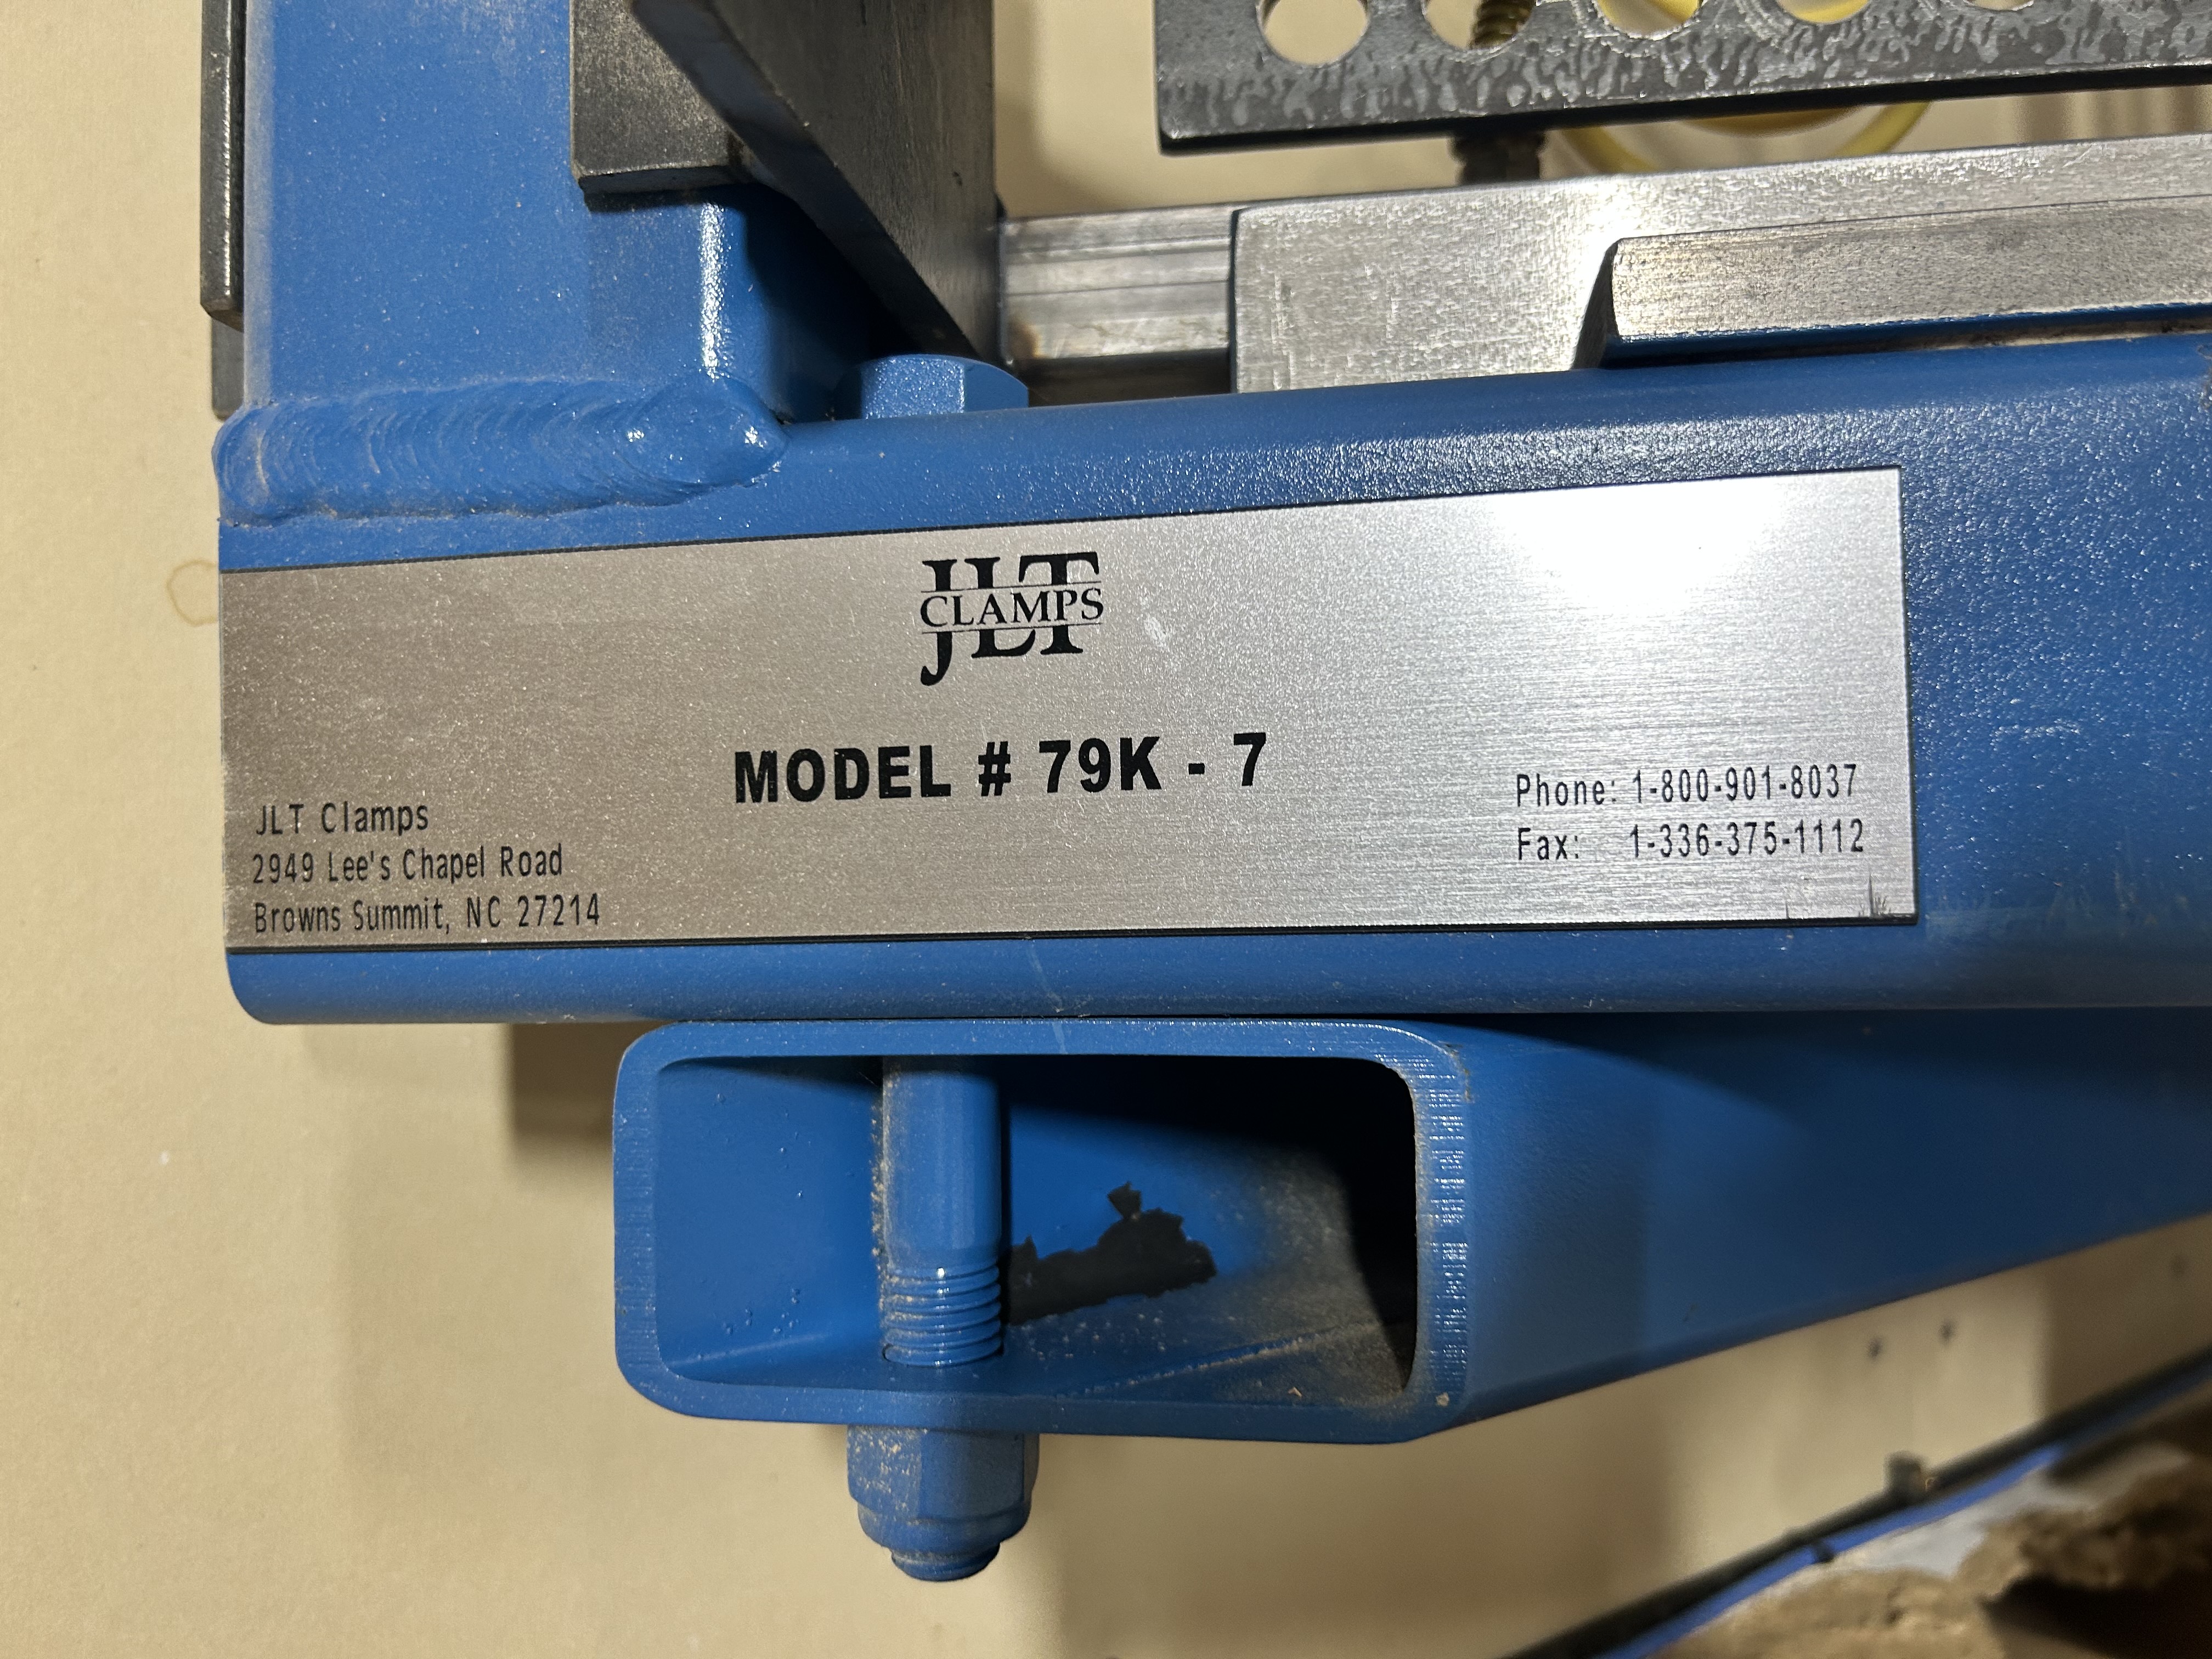 JLT
CLAMPS
MODEL # 79K - 7
JLT Clamps
2949 Lee's Chapel Road
Browns Summit, NC 27214
Phone: 1-800-901-8037
Fax: 1-336-375-1112